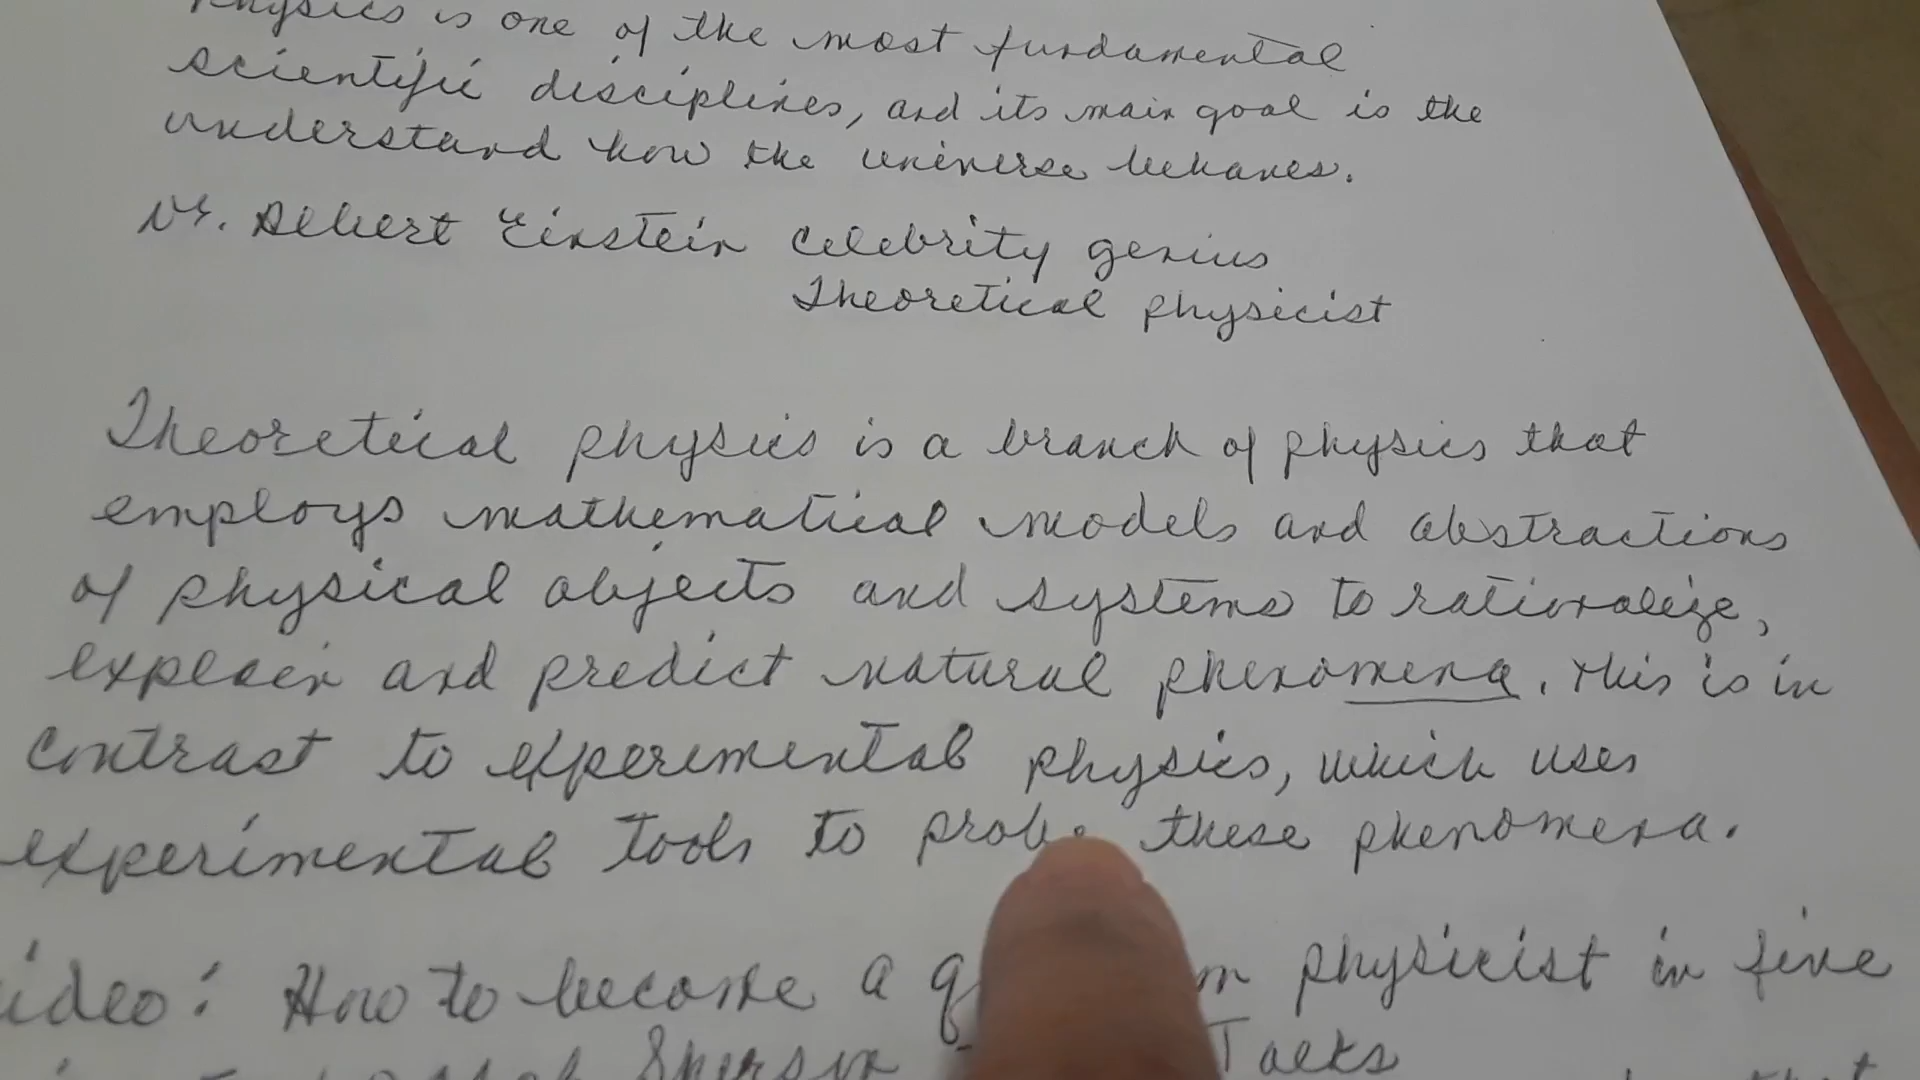 Physics is one of the most fundamental
scientific disciplines, and its main goal is the
understand how the universe behaves.
Dr. Albert Einstein celebrity genius
Theoretical physicist
Theoretical physics is a branch of physics that
employs mathematical models and abstractions
of physical objects and systems to rationalize,
explain and predict natural phenomena. This is in
contrast to experimental physics, which uses
experimental tools to probe these phenomena.
ideo: How to become a physicist in five
Talks
that